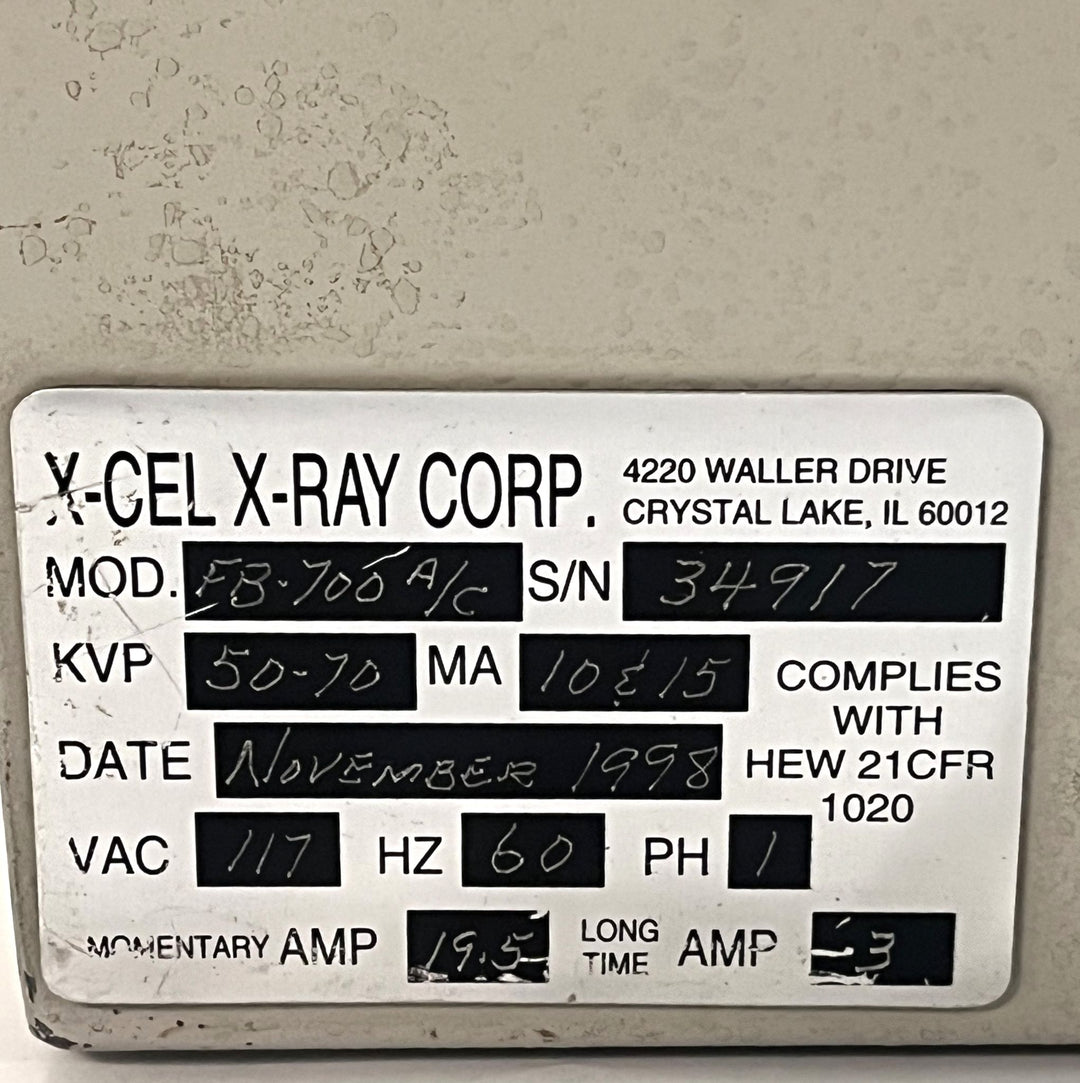 X-CEL X-RAY CORP. 4220 WALLER DRIVE
CRYSTAL LAKE, IL 60012
MOD. FB-700 A/C S/N 34917
KVP 50-70 MA 10 & 15
COMPLIES
WITH
HEW 21CFR
1020
DATE NOVEMBER 1998
VAC 117 HZ 60 PH 1
MOMENTARY AMP 19.5 LONG TIME AMP 3